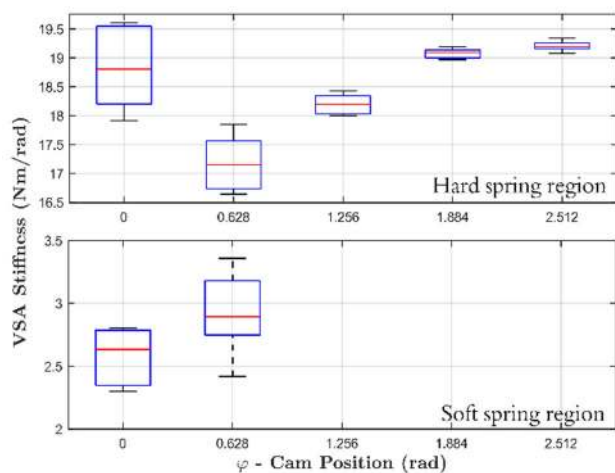 VSA Stiffness (Nm/rad)
19.5
19
18.5
18
17.5
17
16.5
0 0.628 1.256 1.884 2.512
Hard spring region
3.5
3
2.5
2
0 0.628 1.256 1.884 2.512
Soft spring region
φ - Cam Position (rad)